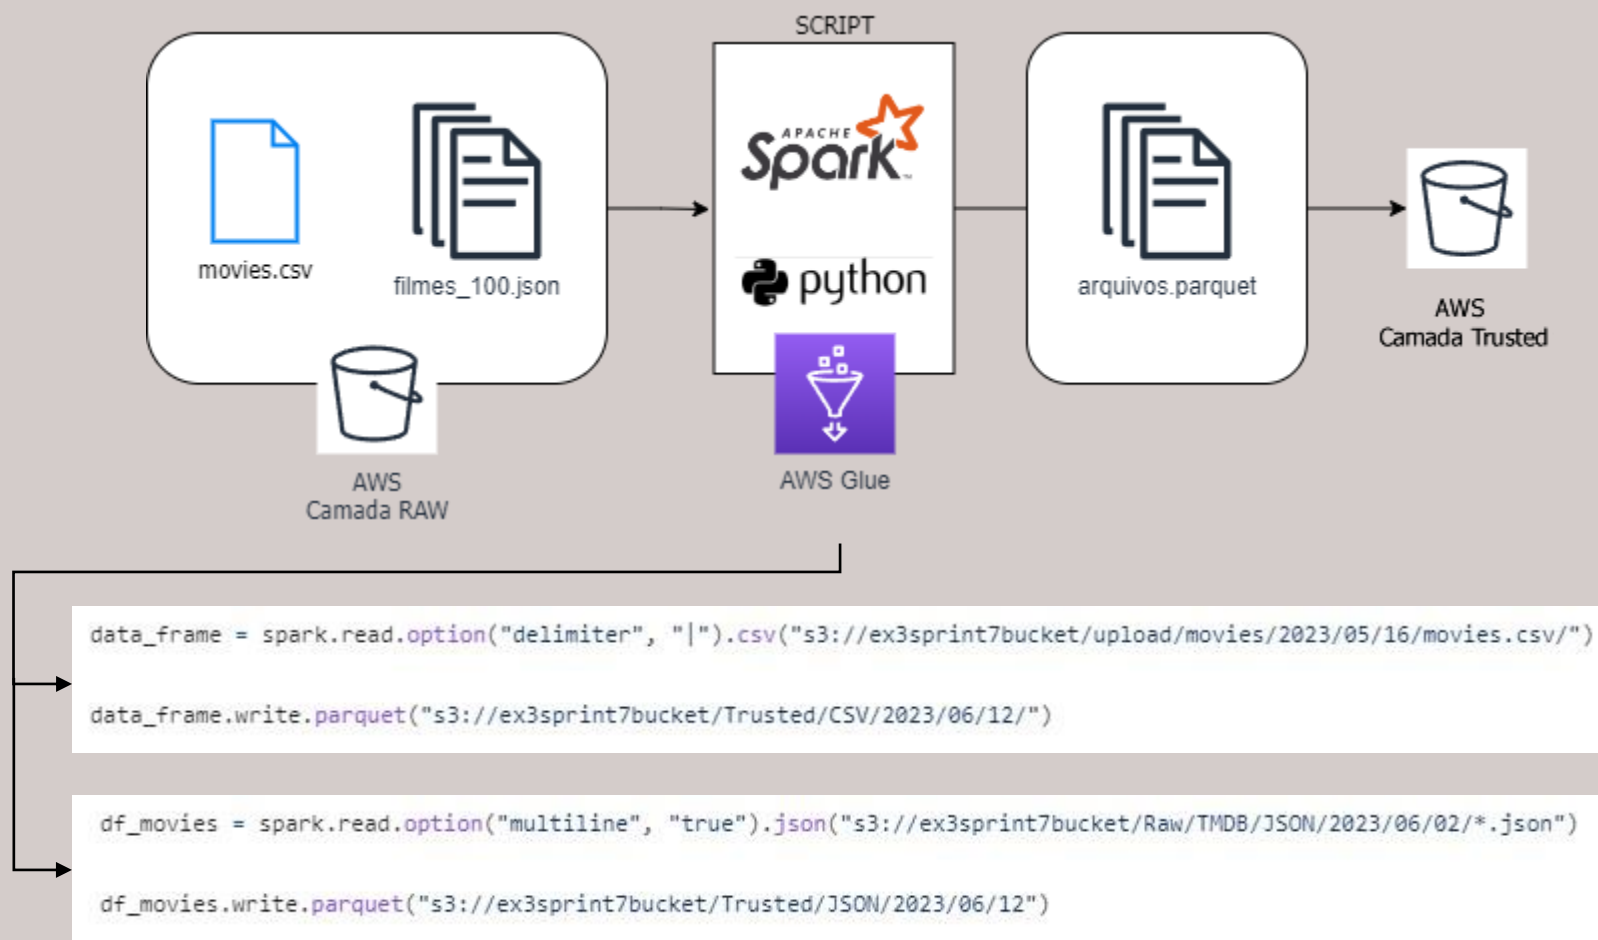 SCRIPT
APACHE
Spark™
movies.csv
filmes_100.json
python
arquivos.parquet
AWS
Camada Trusted
AWS
Camada RAW
AWS Glue
data_frame = spark.read.option("delimiter", "|").csv("s3://ex3sprint7bucket/upload/movies/2023/05/16/movies.csv/")
data_frame.write.parquet("s3://ex3sprint7bucket/Trusted/CSV/2023/06/12/")
df_movies = spark.read.option("multiline", "true").json("s3://ex3sprint7bucket/Raw/TMDB/JSON/2023/06/02/*.json")
df_movies.write.parquet("s3://ex3sprint7bucket/Trusted/JSON/2023/06/12")